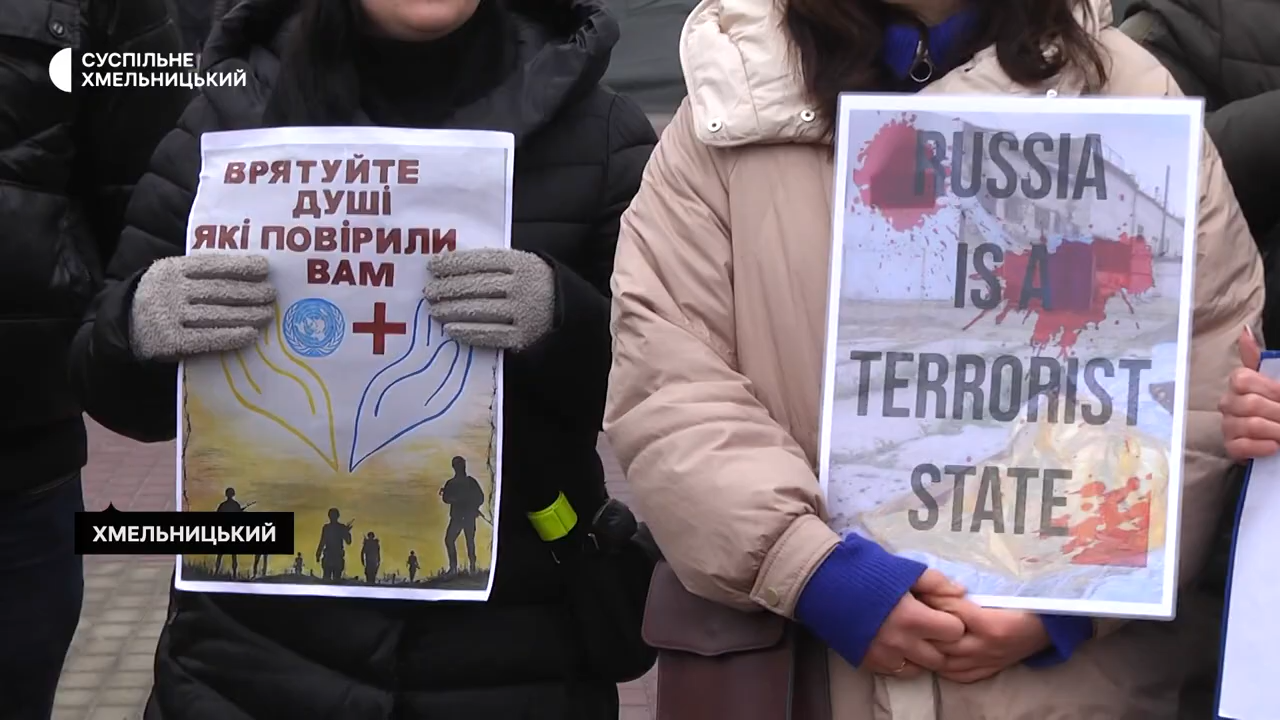 СУСПІЛЬНЕ
ХМЕЛЬНИЦЬКИЙ
ВРЯТУЙТЕ
ДУШІ
ЯКІ ПОВІРИЛИ
ВАМ
RUSSIA
IS A
TERRORIST
STATE
ХМЕЛЬНИЦЬКИЙ